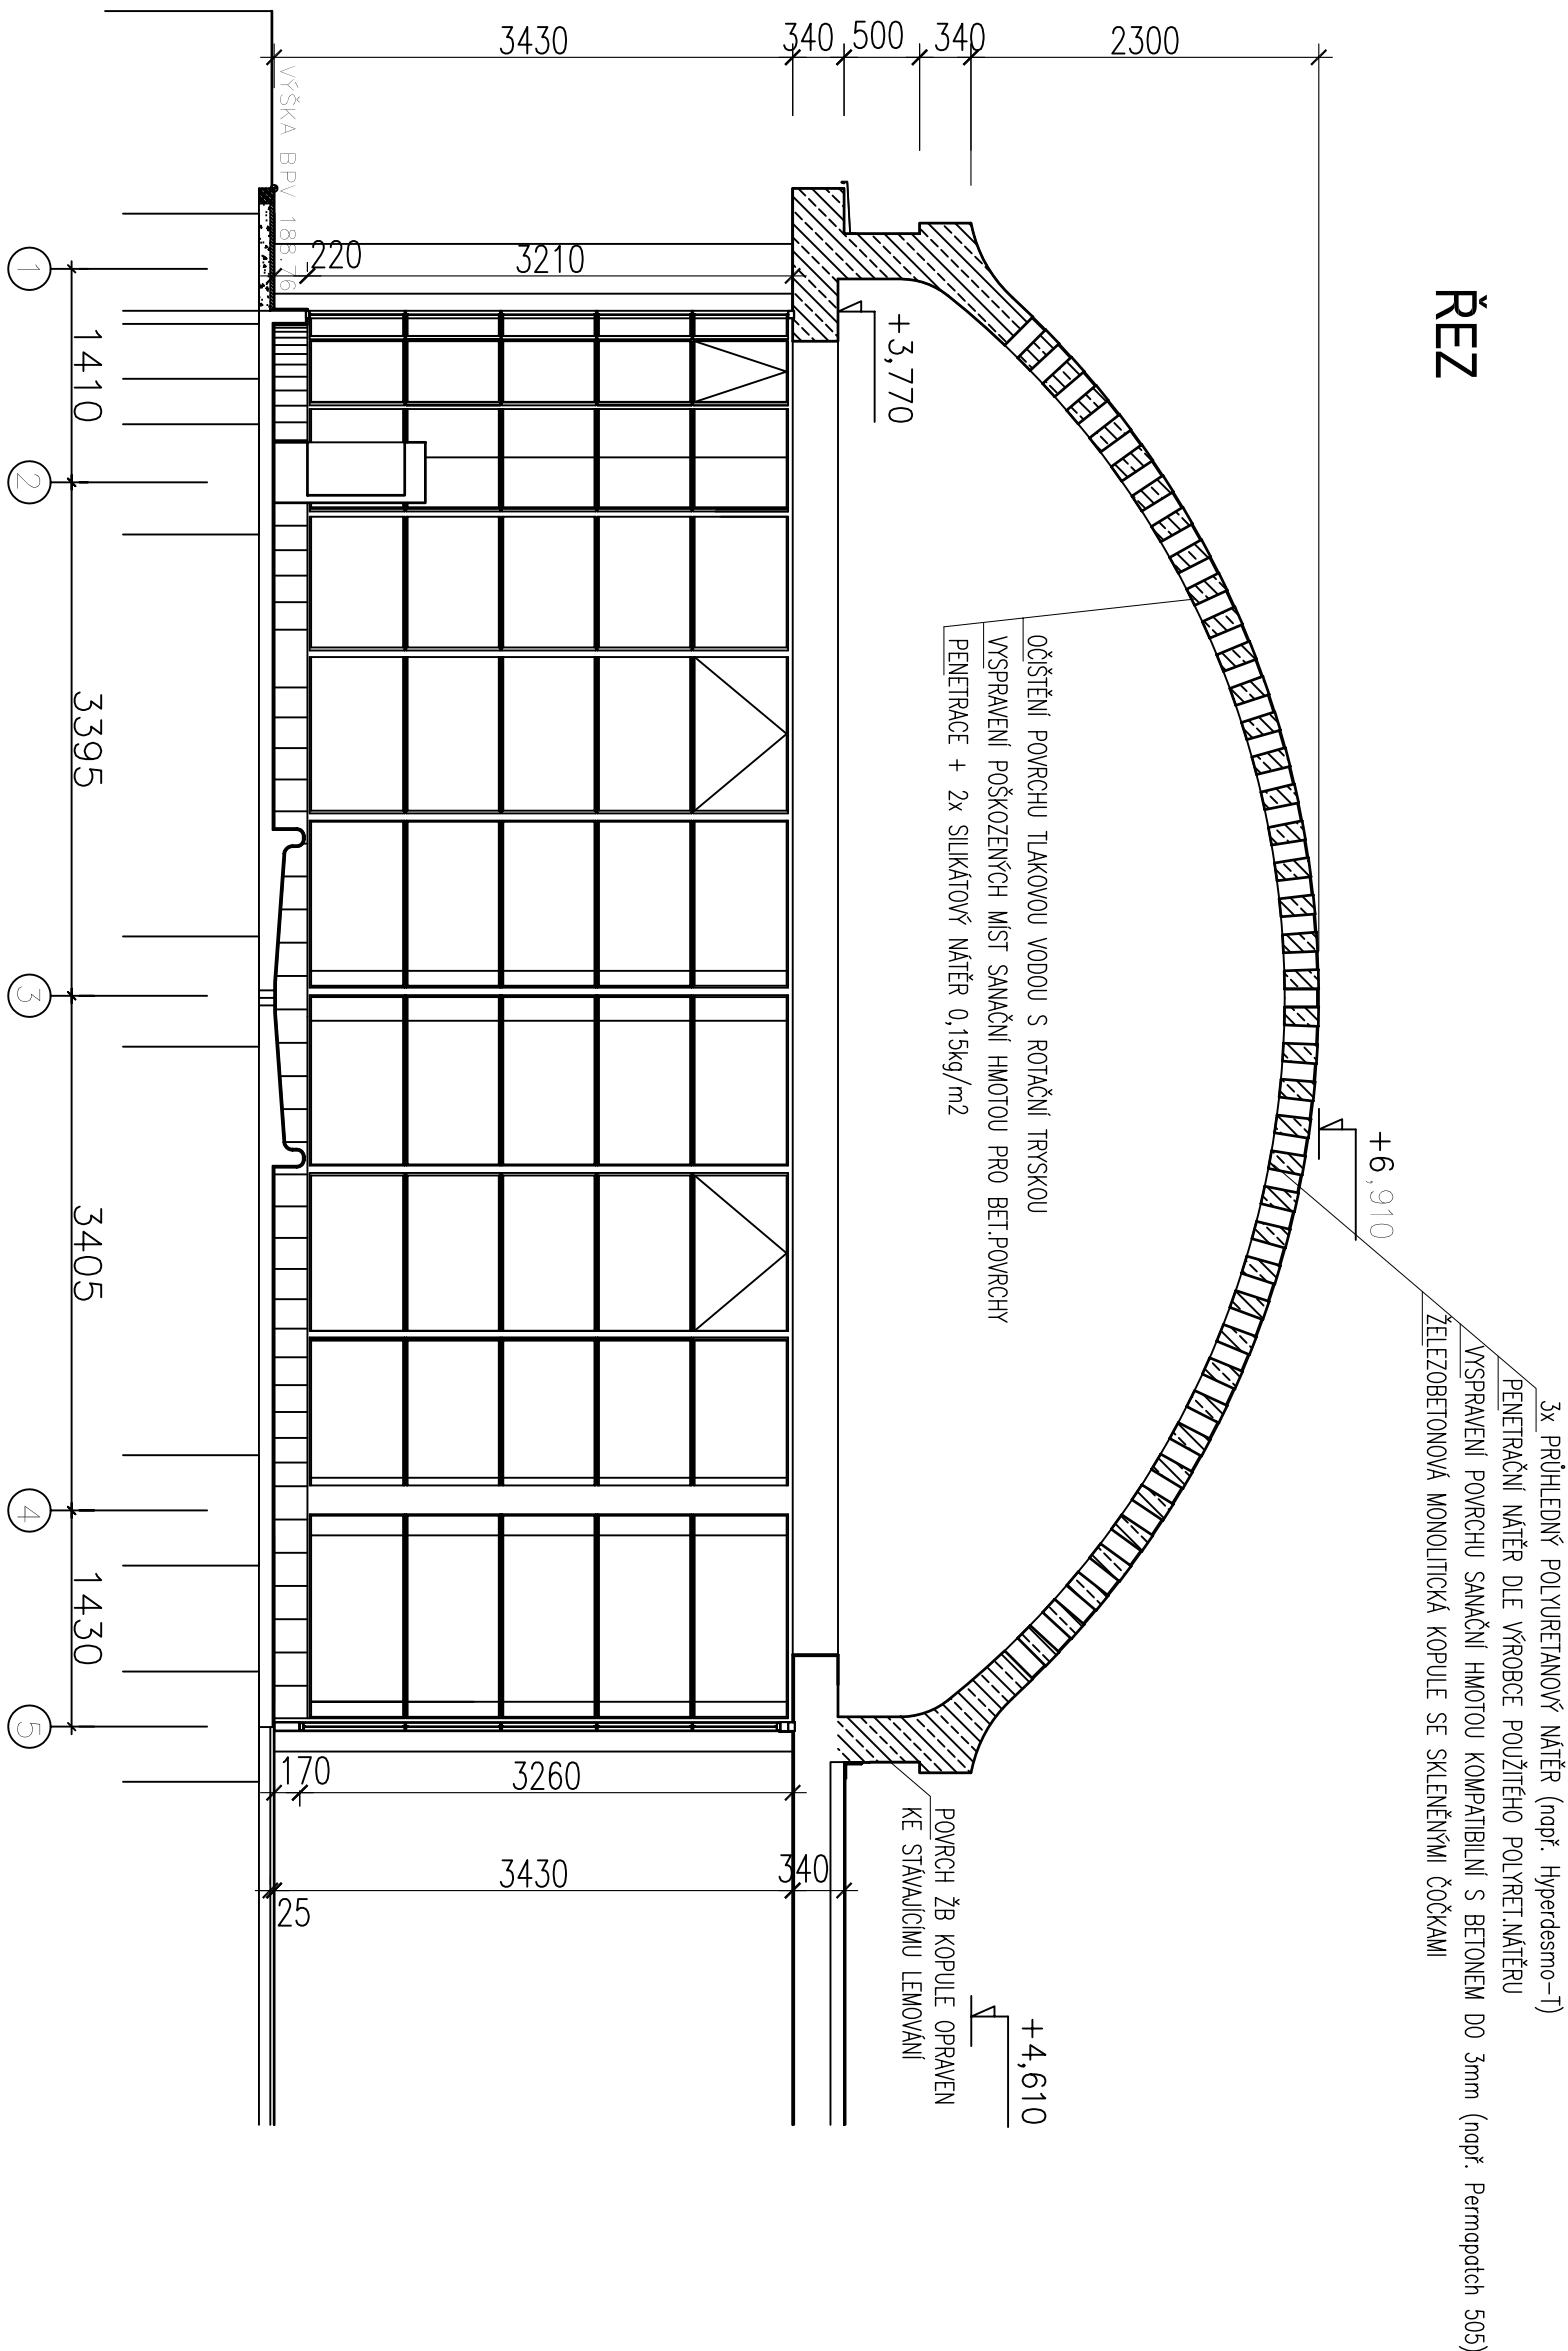 ŘEZ
3x PRŮHLEDNÝ POLYURETANOVÝ NÁTĚR (např. Hyperdesmo-T)
PENETRAČNÍ NÁTĚR DLE VÝROBCE POUŽITÉHO POLYRET.NÁTĚRU
VYSPRAVENÍ POVRCHU SANAČNÍ HMOTOU KOMPATIBILNÍ S BETONEM DO 3mm (např. Permapatch 505)
ŽELEZOBETONOVÁ MONOLITICKÁ KOPULE SE SKLENĚNÝMI ČOČKAMI
+6,910
2300
340
500
340
3430
+4,610
OČIŠTĚNÍ POVRCHU TLAKOVOU VODOU S ROTAČNÍ TRYSKOU
VYSPRAVENÍ POŠKOZENÝCH MÍST SANAČNÍ HMOTOU PRO BET.POVRCHY
PENETRACE + 2x SILIKÁTOVÝ NÁTĚR 0,15kg/m2
POVRCH ŽB KOPULE OPRAVEN
KE STÁVAJÍCÍMU LEMOVÁNÍ
+3,770
3210
220
3260
170
340
3430
25
VÝŠKA BPV 188.76
1410
3395
3405
1430
1
2
3
4
5